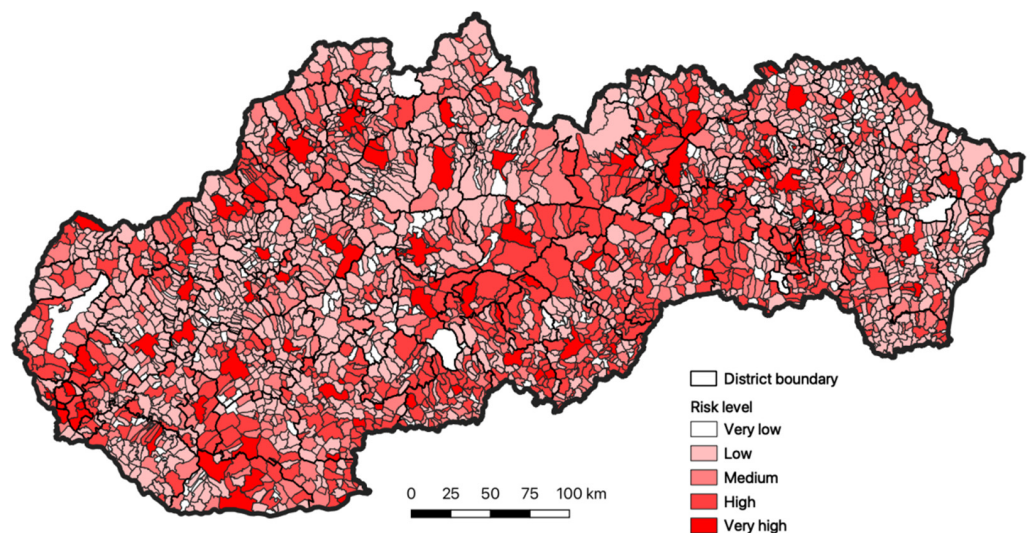 District boundary
Risk level
Very low
Low
Medium
High
Very high
0 25 50 75 100 km